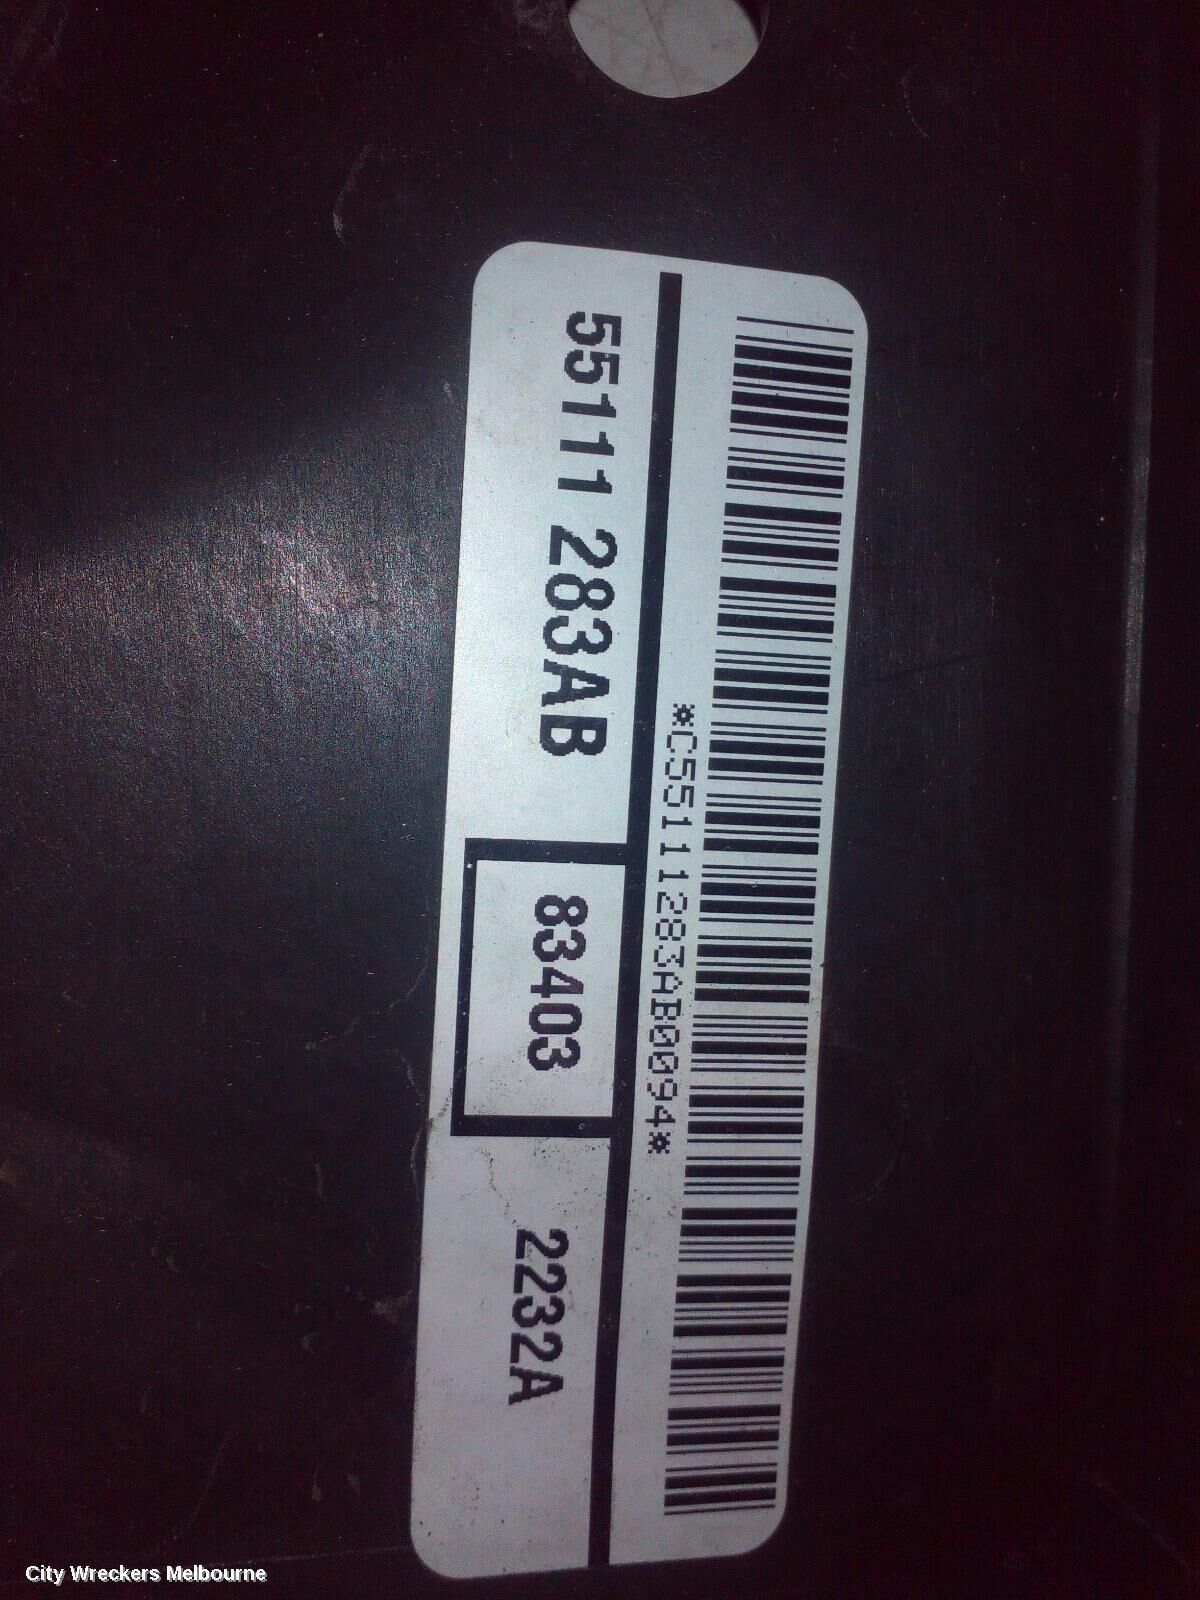 *C55111283AB0094*
55111 283AB
83403
2232A
City Wreckers Melbourne